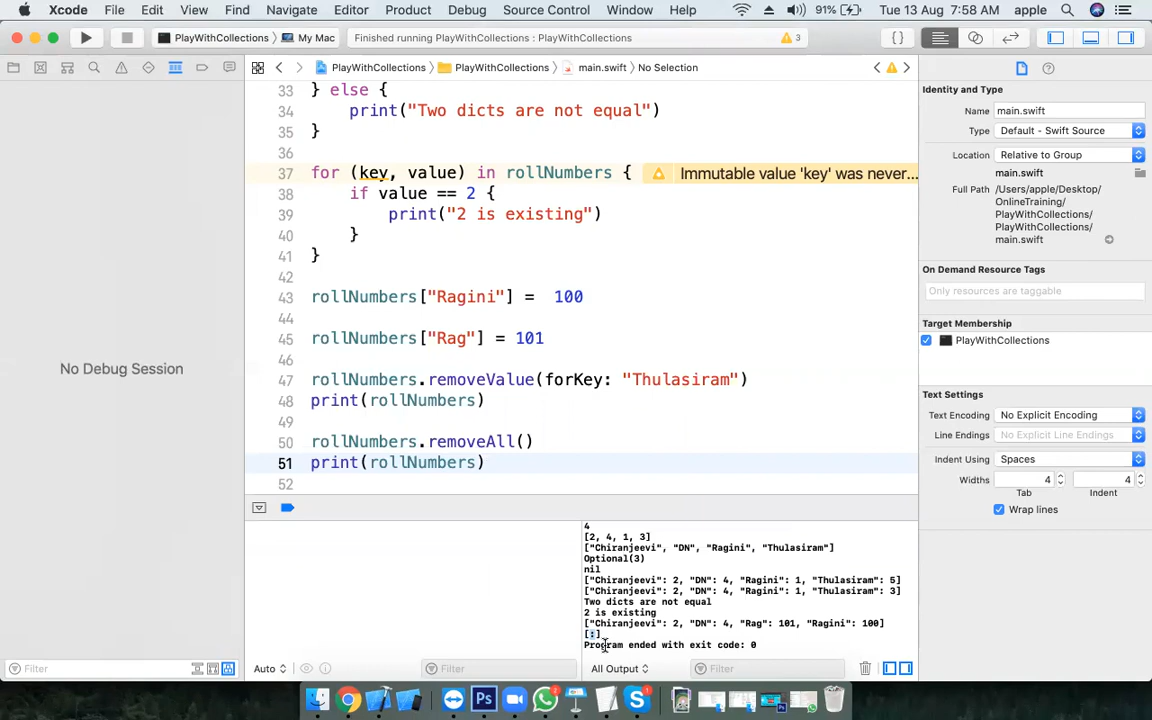 Xcode File Edit View Find Navigate Editor Product Debug Source Control Window Help 91% Tue 13 Aug 7:58 AM apple
PlayWithCollections My Mac Finished running PlayWithCollections : PlayWithCollections 3
PlayWithCollections PlayWithCollections main.swift No Selection
33 } else {
34 print("Two dicts are not equal")
35 }
36
37 for (key, value) in rollNumbers { Immutable value 'key' was never...
38 if value == 2 {
39 print("2 is existing")
40 }
41 }
42
43 rollNumbers["Ragini"] =  100
44
45 rollNumbers["Rag"] = 101
46
47 rollNumbers.removeValue(forKey: "Thulasiram")
48 print(rollNumbers)
49
50 rollNumbers.removeAll()
51 print(rollNumbers)
52
No Debug Session
Identity and Type
Name main.swift
Type Default - Swift Source
Location Relative to Group
main.swift
Full Path /Users/apple/Desktop/
OnlineTraining/
PlayWithCollections/
PlayWithCollections/
main.swift
On Demand Resource Tags
Only resources are taggable
Target Membership
PlayWithCollections
Text Settings
Text Encoding No Explicit Encoding
Line Endings No Explicit Line Endings
Indent Using Spaces
Widths 4 4
Tab Indent
Wrap lines
4
[2, 4, 1, 3]
["Chiranjeevi", "DN", "Ragini", "Thulasiram"]
Optional(3)
nil
["Chiranjeevi": 2, "DN": 4, "Ragini": 1, "Thulasiram": 5]
["Chiranjeevi": 2, "DN": 4, "Ragini": 1, "Thulasiram": 3]
Two dicts are not equal
2 is existing
["Chiranjeevi": 2, "DN": 4, "Rag": 101, "Ragini": 100]
[:]
Program ended with exit code: 0
Filter Auto Filter All Output Filter
Ps